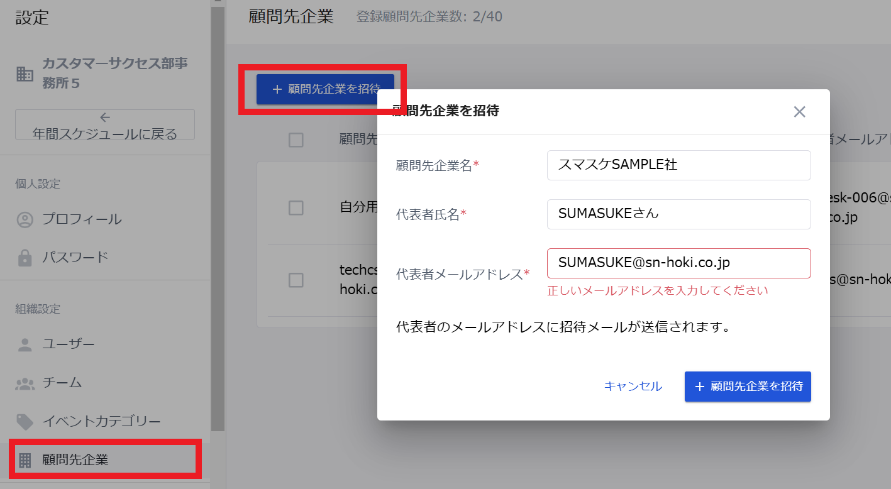 設定
カスタマーサクセス部事
務所５
←
年間スケジュールに戻る
個人設定
プロフィール
パスワード
組織設定
ユーザー
チーム
イベントカテゴリー
顧問先企業
顧問先企業 登録顧問先企業数: 2/40
+ 顧問先企業を招待
顧問先
メールア
自分用
esk-006@s
co.jp
techcs
hoki.c
s@sn-hok
顧問先企業を招待
顧問先企業名*
スマスケSAMPLE社
代表者氏名*
SUMASUKEさん
代表者メールアドレス*
SUMASUKE@sn-hoki.co.jp
正しいメールアドレスを入力してください
代表者のメールアドレスに招待メールが送信されます。
キャンセル
+ 顧問先企業を招待